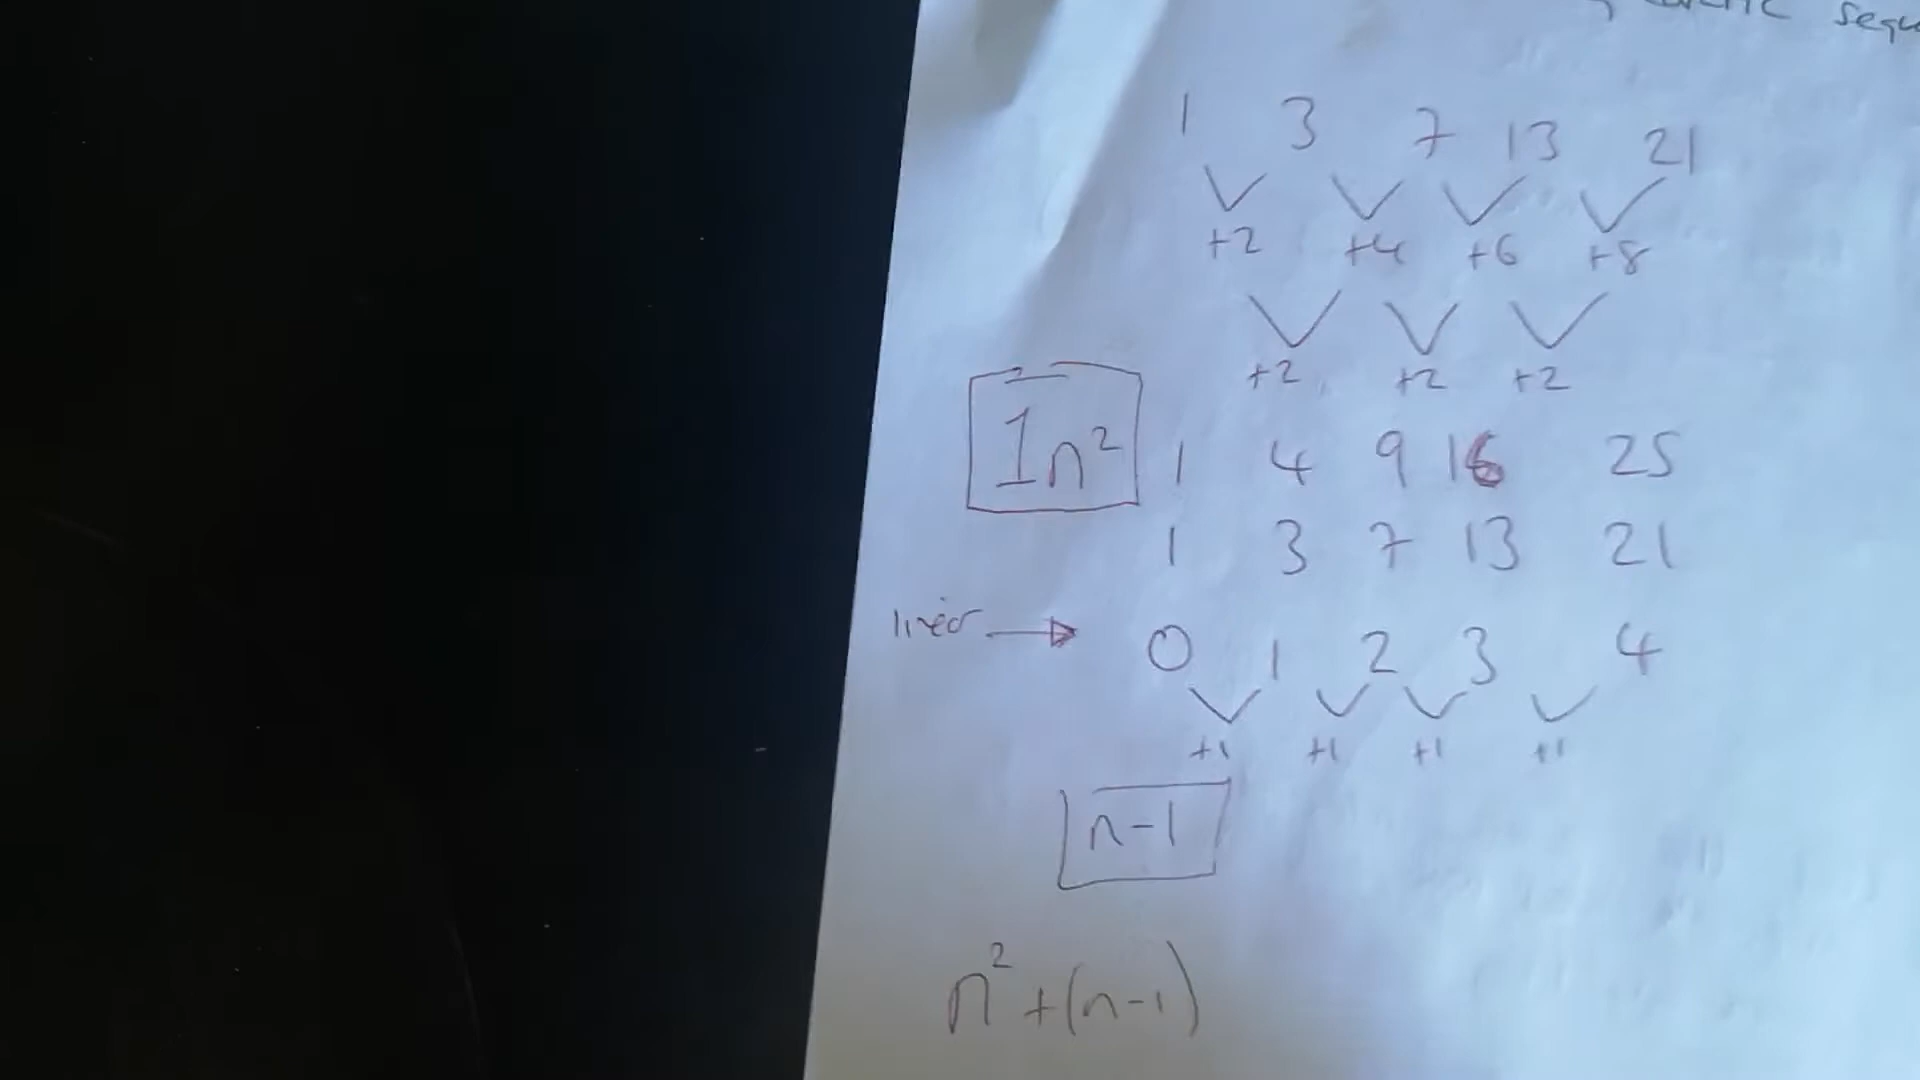 sequ
1 3 7 13 21
+2 +4 +6 +8
+2 +2 +2
1n² 1 4 9 16 25
1 3 7 13 21
0 1 2 3 4
+1 +1 +1 +1
n-1
n²+(n-1)